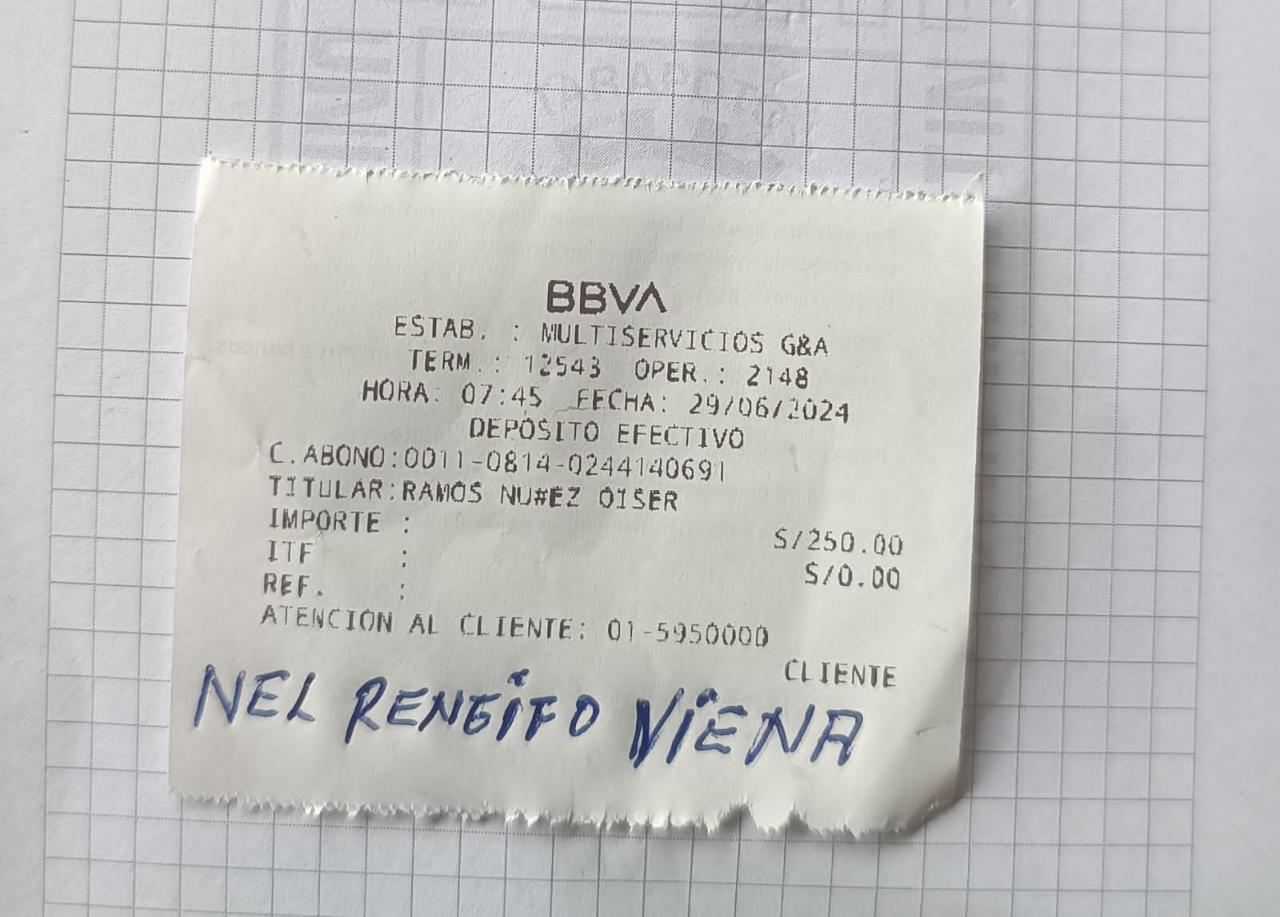 BBVA
ESTAB. : MULTISERVICIOS G&A
TERM.: 12543 OPER.: 2148
HORA: 07:45 FECHA: 29/06/2024
DEPOSITO EFECTIVO
C.ABONO:0011-0814-0244140691
TITULAR:RAMOS NU#EZ OISER
IMPORTE : S/250.00
ITF : S/0.00
REF. :
ATENCION AL CLIENTE: 01-5950000
CLIENTE
NEL RENGIFO VIENA